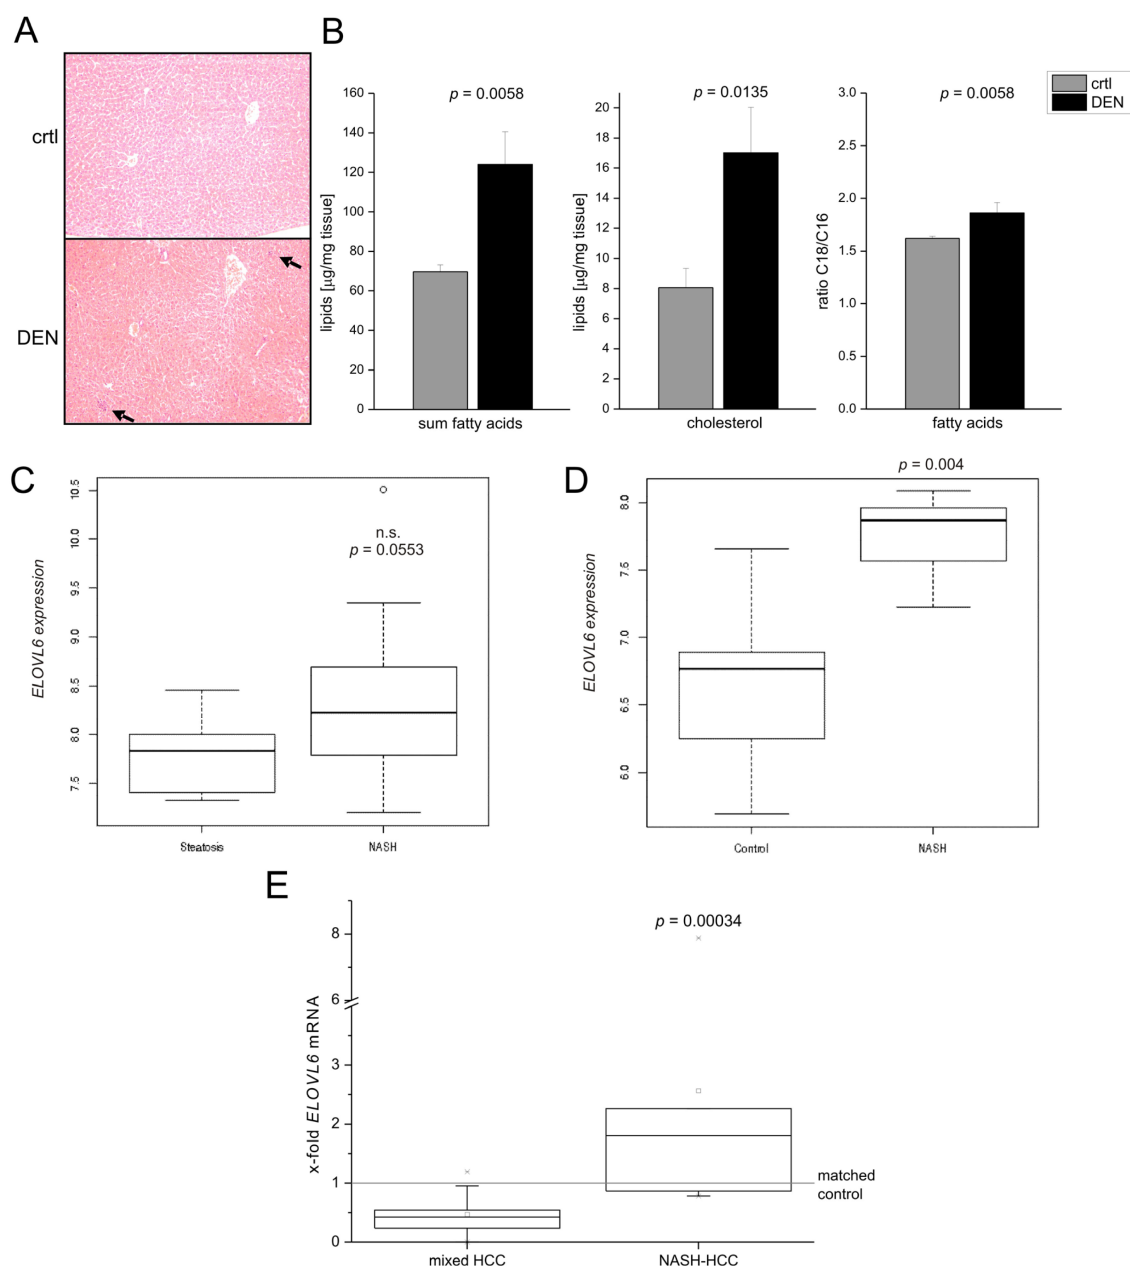 A
crtl
DEN
B
lipids [µg/mg tissue]
160
140
120
100
80
60
40
20
0
p = 0.0058
sum fatty acids
lipids [µg/mg tissue]
20
18
16
14
12
10
8
6
4
2
0
p = 0.0135
cholesterol
ratio C18/C16
3.0
2.5
2.0
1.5
1.0
0.5
0.0
p = 0.0058
fatty acids
crtl
DEN
C
ELOVL6 expression
10.5
10.0
9.5
9.0
8.5
8.0
7.5
n.s.
p = 0.0553
Steatosis
NASH
D
ELOVL6 expression
8.0
7.5
7.0
6.5
6.0
p = 0.004
Control
NASH
E
x-fold ELOVL6 mRNA
8
6
3
2
1
0
p = 0.00034
matched
control
mixed HCC
NASH-HCC